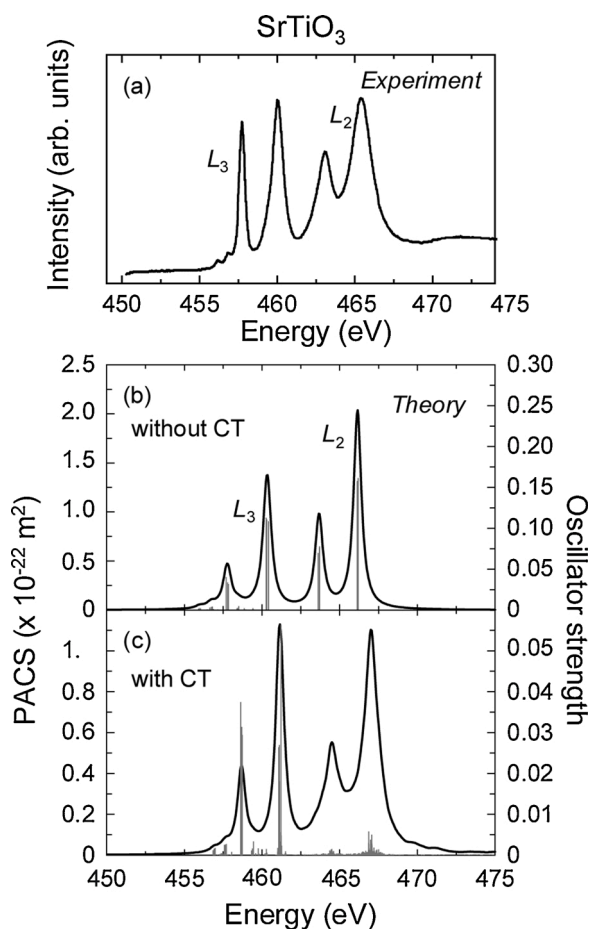 SrTiO₃
(a)
Experiment
L₃
L₂
Intensity (arb. units)
450 455 460 465 470 475
Energy (eV)
(b)
Theory
without CT
L₃
L₂
2.5
2.0
1.5
1.0
0.5
0
0.30
0.25
0.20
0.15
0.10
0.05
0
(c)
with CT
1.
0.8
0.6
0.4
0.2
0
0.05
0.04
0.03
0.02
0.01
0
PACS (x 10⁻²² m²)
Oscillator strength
450 455 460 465 470 475
Energy (eV)